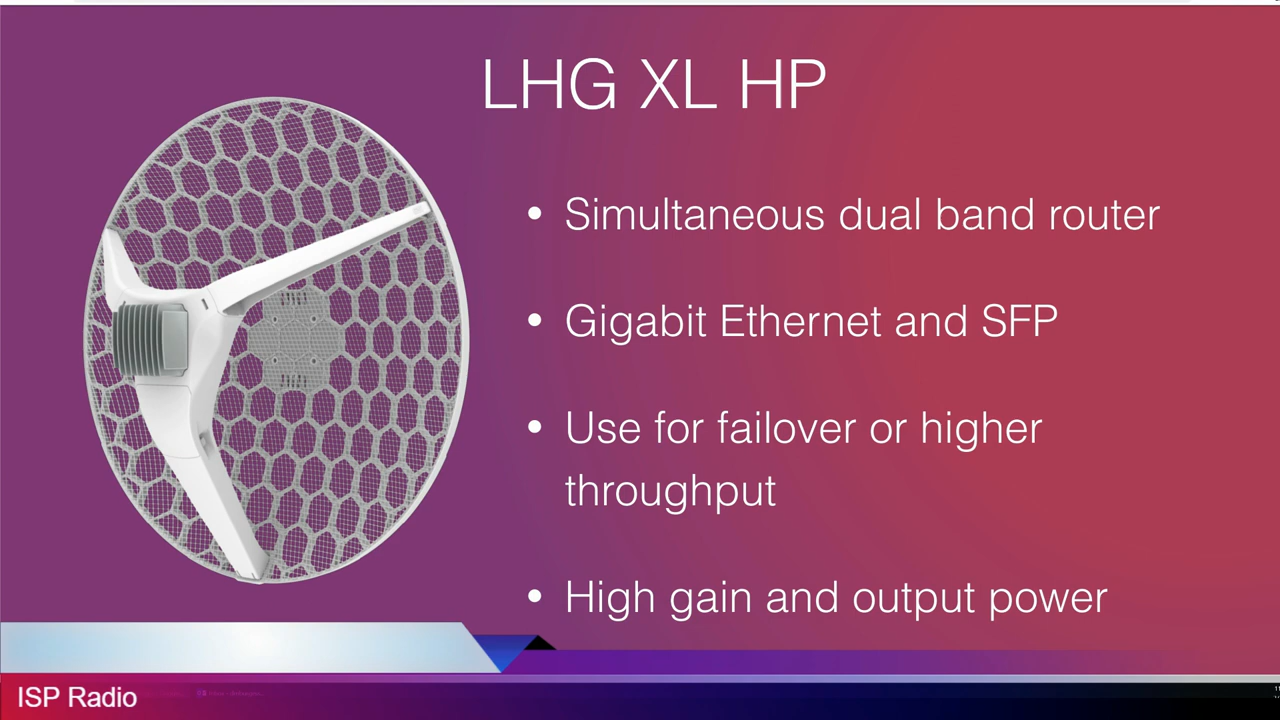 LHG XL HP
• Simultaneous dual band router
• Gigabit Ethernet and SFP
• Use for failover or higher
throughput
• High gain and output power
ISP Radio